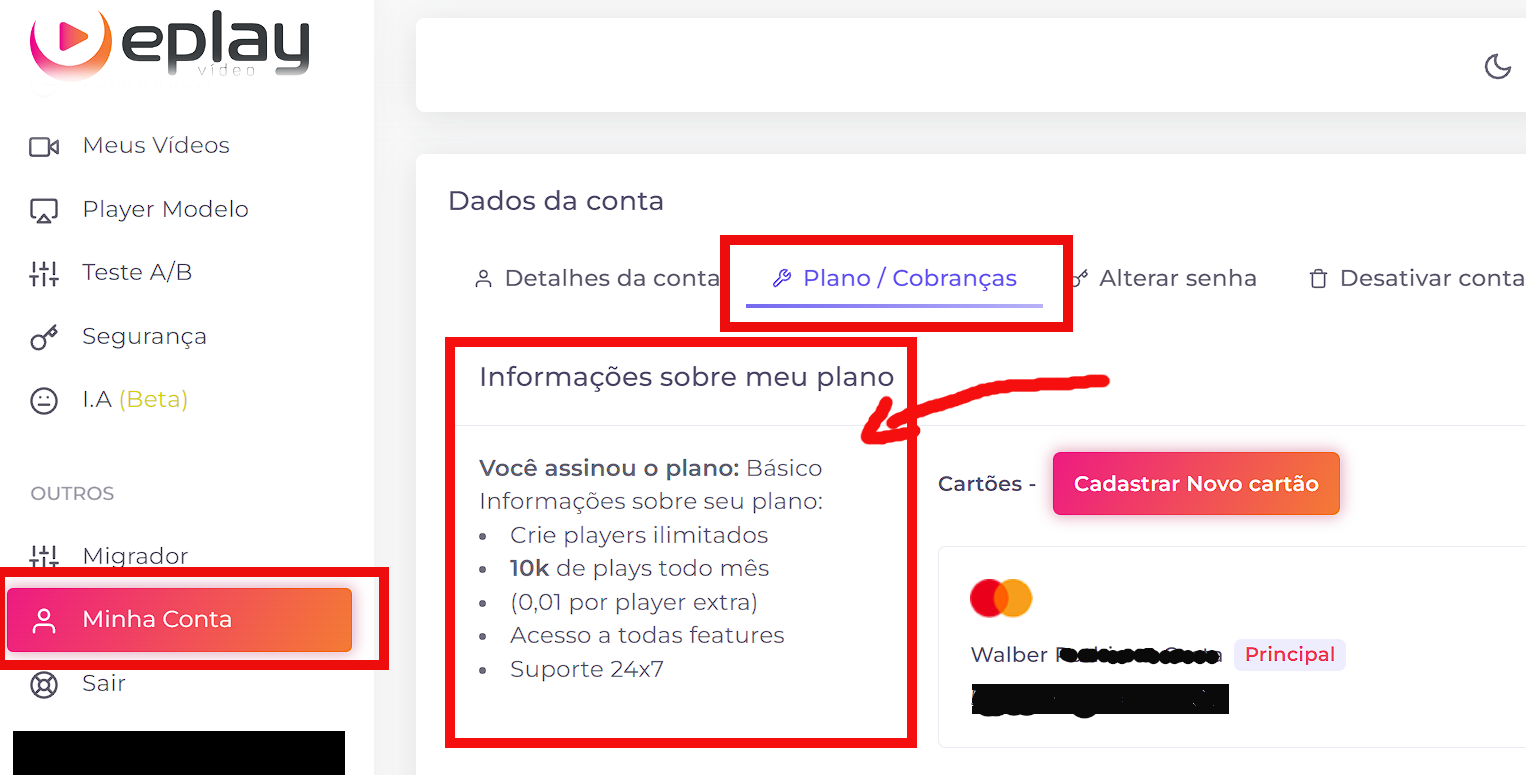 eplay
vídeo
Meus Vídeos
Player Modelo
Teste A/B
Segurança
I.A (Beta)
OUTROS
Migrador
Minha Conta
Sair
Dados da conta
Detalhes da conta
Plano / Cobranças
Alterar senha
Desativar conta
Informações sobre meu plano
Você assinou o plano: Básico
Informações sobre seu plano:
Crie players ilimitados
10k de plays todo mês
(0,01 por player extra)
Acesso a todas features
Suporte 24x7
Cartões -
Cadastrar Novo cartão
Walber
Principal